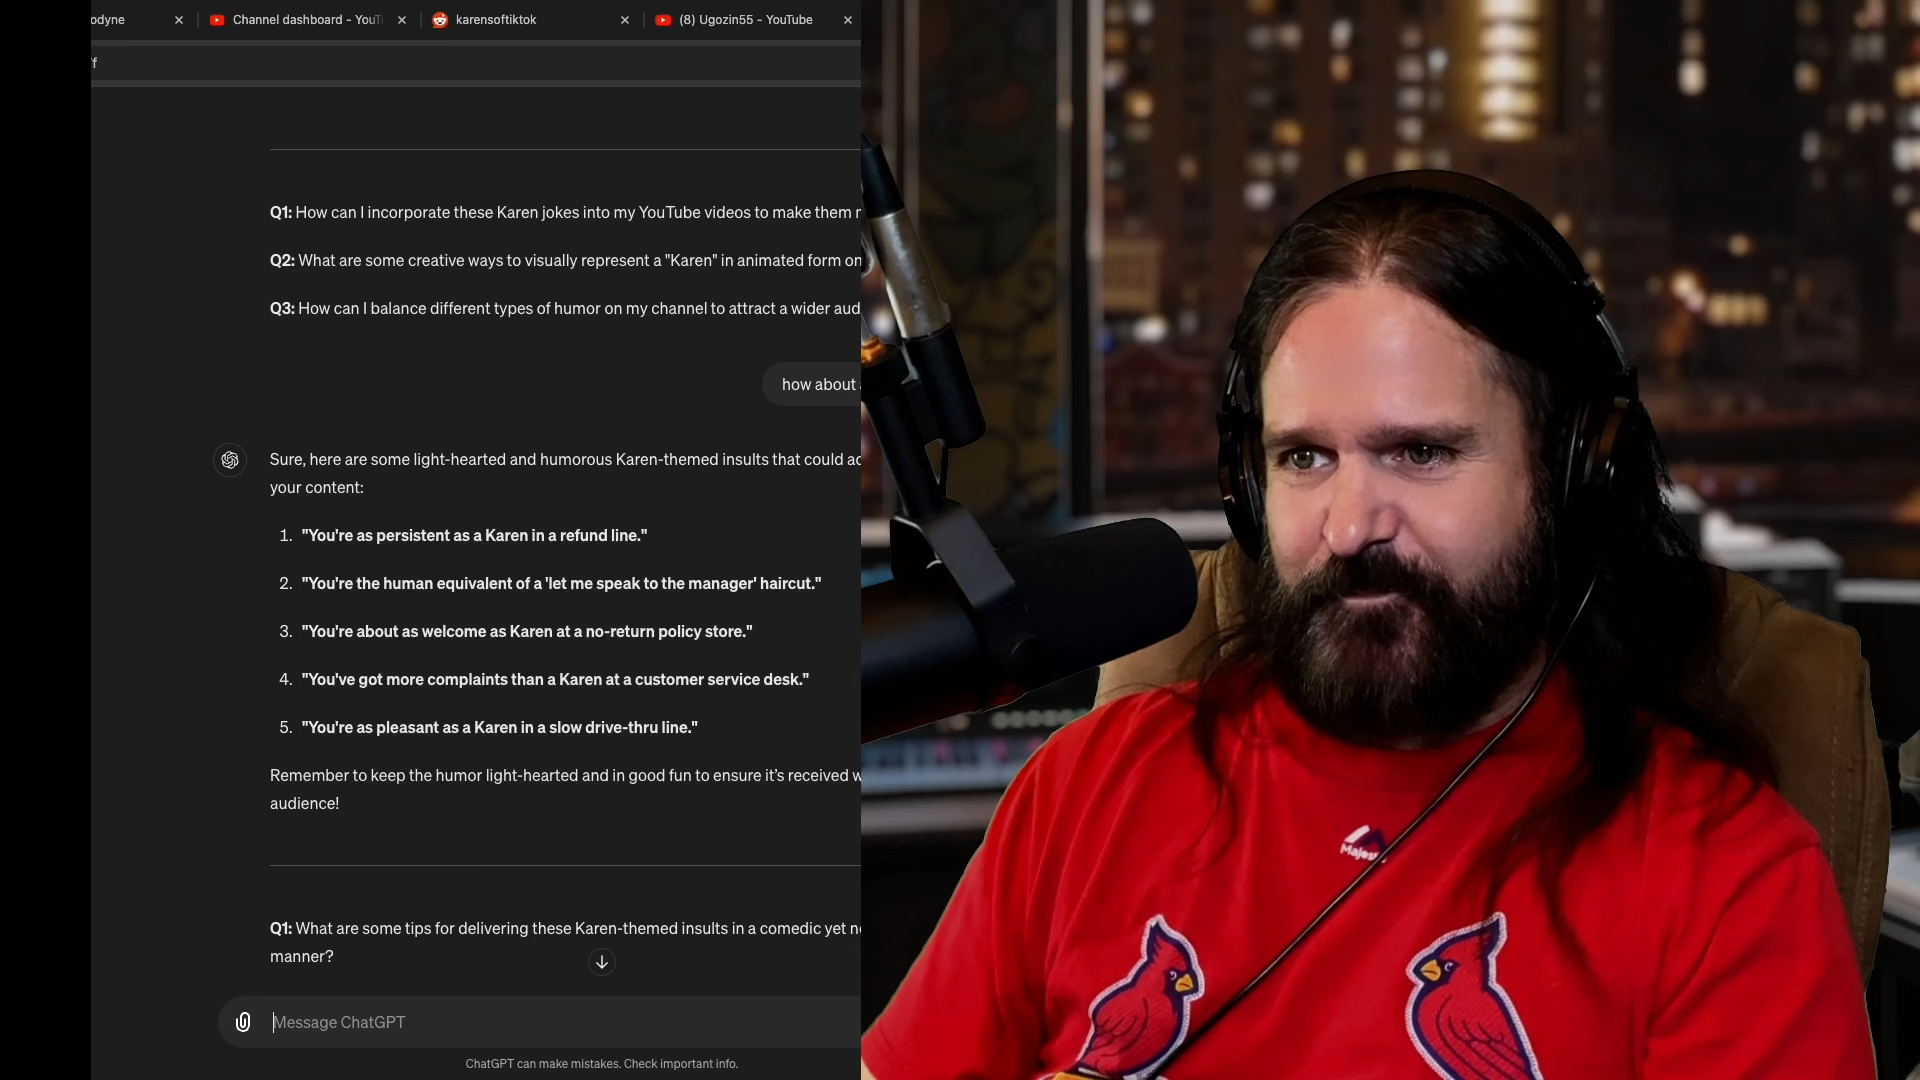 odyne
Channel dashboard - YouTu
karensoftiktok
(8) Ugozin55 - YouTube
Q1: How can I incorporate these Karen jokes into my YouTube videos to make them
Q2: What are some creative ways to visually represent a "Karen" in animated form on
Q3: How can I balance different types of humor on my channel to attract a wider aud
how about
Sure, here are some light-hearted and humorous Karen-themed insults that could ad
your content:
1. "You're as persistent as a Karen in a refund line."
2. "You're the human equivalent of a 'let me speak to the manager' haircut."
3. "You're about as welcome as Karen at a no-return policy store."
4. "You've got more complaints than a Karen at a customer service desk."
5. "You're as pleasant as a Karen in a slow drive-thru line."
Remember to keep the humor light-hearted and in good fun to ensure it's received w
audience!
Q1: What are some tips for delivering these Karen-themed insults in a comedic yet
manner?
Message ChatGPT
ChatGPT can make mistakes. Check important info.
Majestic